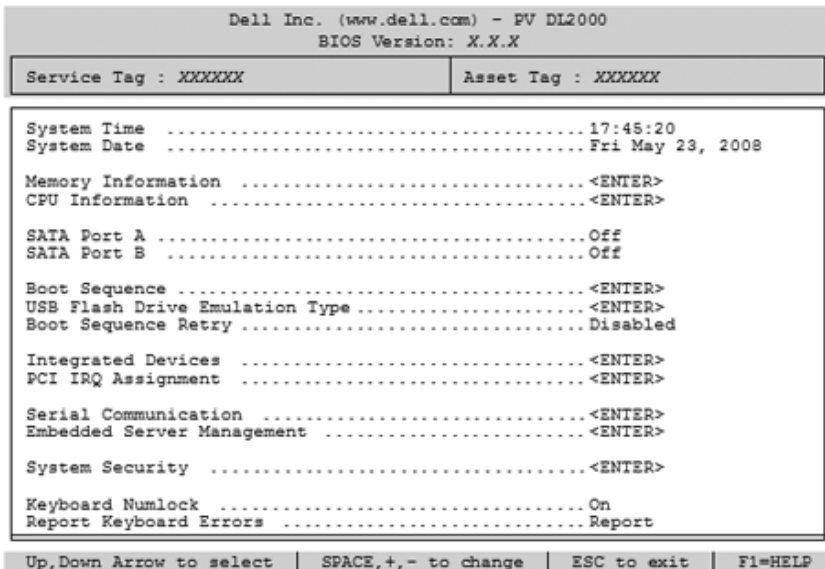 Dell Inc. (www.dell.com) - PV DL2000
BIOS Version: X.X.X
Service Tag : XXXXXX Asset Tag : XXXXXX
System Time ........................................17:45:20
System Date ........................................Fri May 23, 2008
Memory Information .................................<ENTER>
CPU Information ....................................<ENTER>
SATA Port A .........................................Off
SATA Port B ........................................Off
Boot Sequence .......................................<ENTER>
USB Flash Drive Emulation Type ......................<ENTER>
Boot Sequence Retry .................................Disabled
Integrated Devices .................................<ENTER>
PCI IRQ Assignment .................................<ENTER>
Serial Communication ...............................<ENTER>
Embedded Server Management .........................<ENTER>
System Security ....................................<ENTER>
Keyboard Numlock ...................................On
Report Keyboard Errors .............................Report
Up,Down Arrow to select SPACE,+,- to change ESC to exit F1=HELP